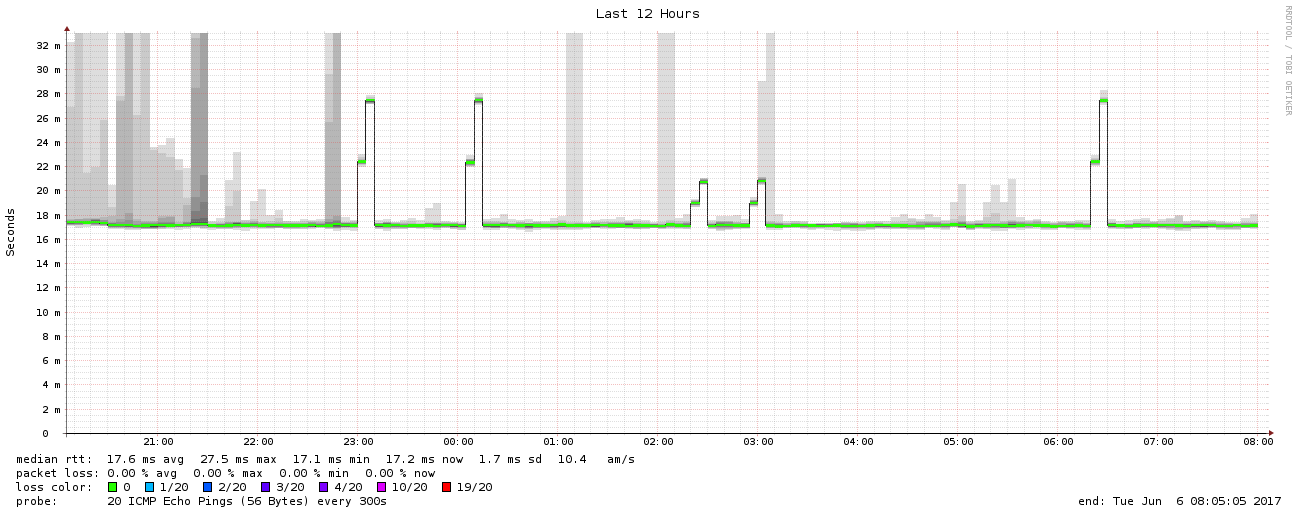 Last 12 Hours
RRDTOOL / TOBI OETIKER
Seconds
32 m
30 m
28 m
26 m
24 m
22 m
20 m
18 m
16 m
14 m
12 m
10 m
8 m
6 m
4 m
2 m
0
21:00 22:00 23:00 00:00 01:00 02:00 03:00 04:00 05:00 06:00 07:00 08:00
median rtt: 17.6 ms avg 27.5 ms max 17.1 ms min 17.2 ms now 1.7 ms sd 10.4 am/s
packet loss: 0.00 % avg 0.00 % max 0.00 % min 0.00 % now
loss color: 0 1/20 2/20 3/20 4/20 10/20 19/20
probe: 20 ICMP Echo Pings (56 Bytes) every 300s end: Tue Jun 6 08:05:05 2017